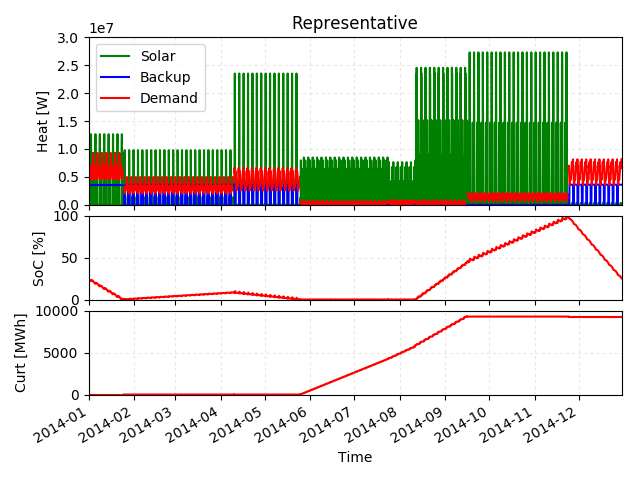 Representative
1e7
3.0
2.5
2.0
1.5
1.0
0.5
0.0
Heat [W]
Solar
Backup
Demand
100
50
0
SoC [%]
10000
5000
0
Curt [MWh]
2014-01
2014-02
2014-03
2014-04
2014-05
2014-06
2014-07
2014-08
2014-09
2014-10
2014-11
2014-12
Time